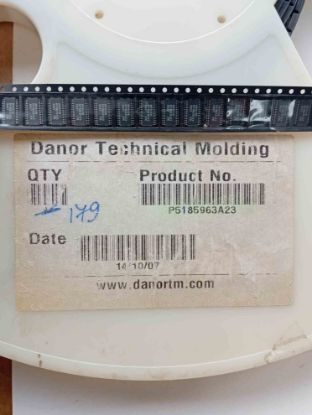 Danor Technical Molding
QTY Product No.
179 P5185963A23
Date
14/10/07
www.danortm.com